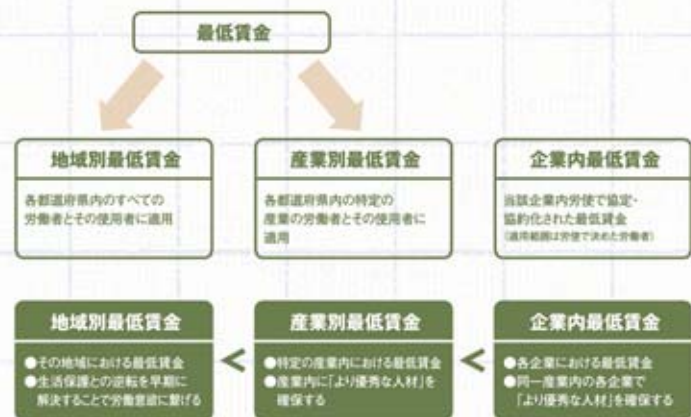 最低賃金
地域別最低賃金
各都道府県内のすべての
労働者とその使用者に適用
産業別最低賃金
各都道府県内の特定の
産業の労働者とその使用者に
適用
企業内最低賃金
当該企業内労使で協定・
協約化された最低賃金
(適用範囲は労使で決めた労働者)
地域別最低賃金
●その地域における最低賃金
●生活保護との逆転を早期に
解決することで労働意欲に繋げる
<
産業別最低賃金
●特定の産業内における最低賃金
●産業内に「より優秀な人材」を
確保する
<
企業内最低賃金
●各企業における最低賃金
●同一産業内の各企業で
「より優秀な人材」を確保する